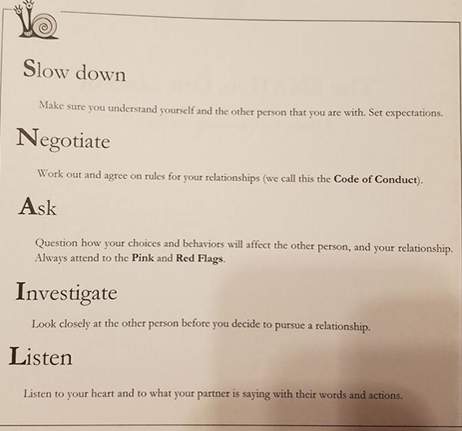 Slow down
Make sure you understand yourself and the other person that you are with. Set expectations.
Negotiate
Work out and agree on rules for your relationships (we call this the Code of Conduct).
Ask
Question how your choices and behaviors will affect the other person, and your relationship.
Always attend to the Pink and Red Flags.
Investigate
Look closely at the other person before you decide to pursue a relationship.
Listen
Listen to your heart and to what your partner is saying with their words and actions.